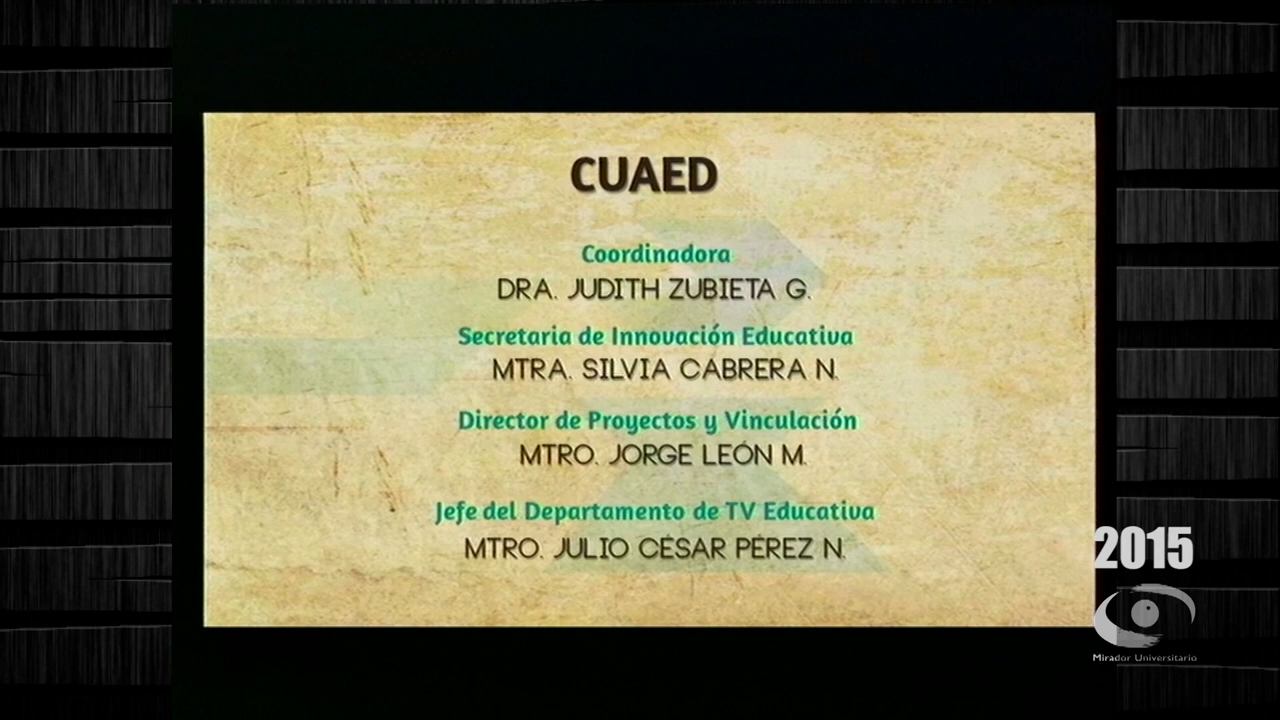 CUAED
Coordinadora
DRA. JUDITH ZUBIETA G.
Secretaria de Innovación Educativa
MTRA. SILVIA CABRERA N.
Director de Proyectos y Vinculación
MTRO. JORGE LEÓN M.
Jefe del Departamento de TV Educativa
MTRO. JULIO CÉSAR PÉREZ N.
2015
Mirador Universitario